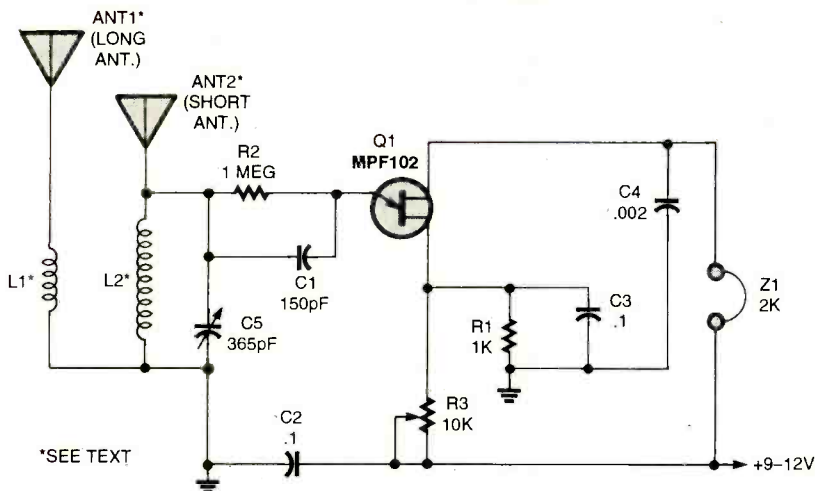 ANT1*
(LONG
ANT.)
ANT2*
(SHORT
ANT.)
R2
1 MEG
Q1
MPF102
C4
.002
L1*
L2*
C1
150pF
C5
365pF
R1
1K
C3
.1
Z1
2K
C2
.1
R3
10K
*SEE TEXT
+9–12V